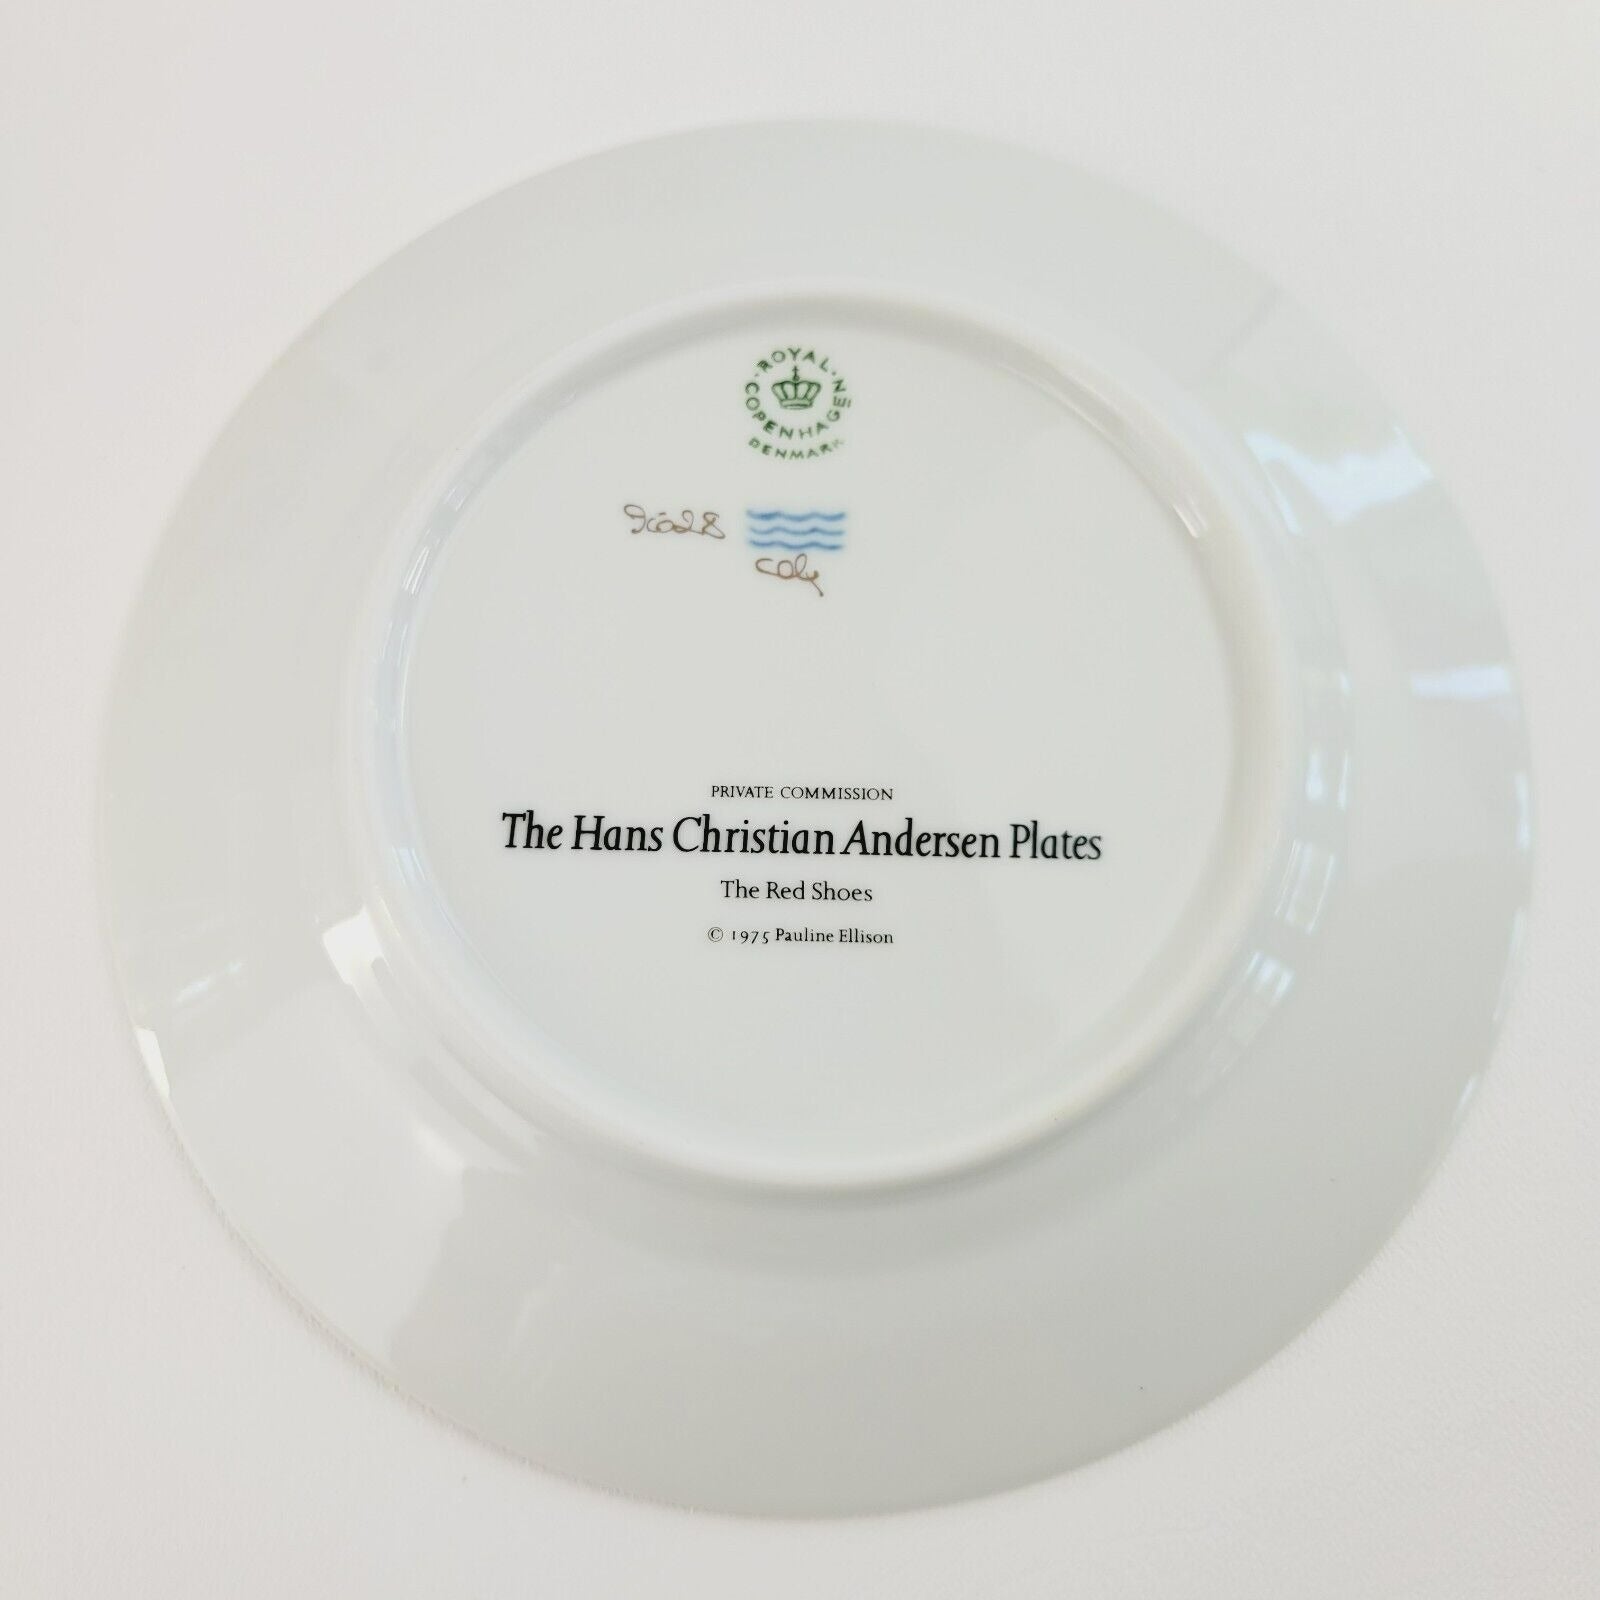 ROYAL
COPENHAGEN
DENMARK
PRIVATE COMMISSION
The Hans Christian Andersen Plates
The Red Shoes
© 1975 Pauline Ellison